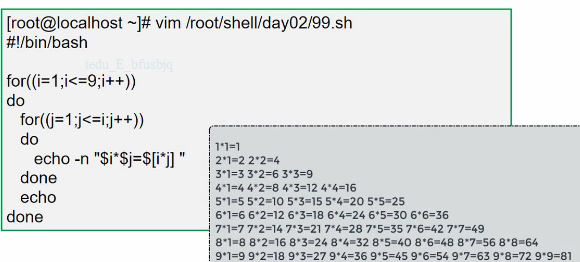 [root@localhost ~]# vim /root/shell/day02/99.sh
#!/bin/bash
for((i=1;i<=9;i++))
do
for((j=1;j<=i;j++))
do
echo -n "$i*$j=$[i*j] "
done
echo
done
1*1=1
2*1=2 2*2=4
3*1=3 3*2=6 3*3=9
4*1=4 4*2=8 4*3=12 4*4=16
5*1=5 5*2=10 5*3=15 5*4=20 5*5=25
6*1=6 6*2=12 6*3=18 6*4=24 6*5=30 6*6=36
7*1=7 7*2=14 7*3=21 7*4=28 7*5=35 7*6=42 7*7=49
8*1=8 8*2=16 8*3=24 8*4=32 8*5=40 8*6=48 8*7=56 8*8=64
9*1=9 9*2=18 9*3=27 9*4=36 9*5=45 9*6=54 9*7=63 9*8=72 9*9=81